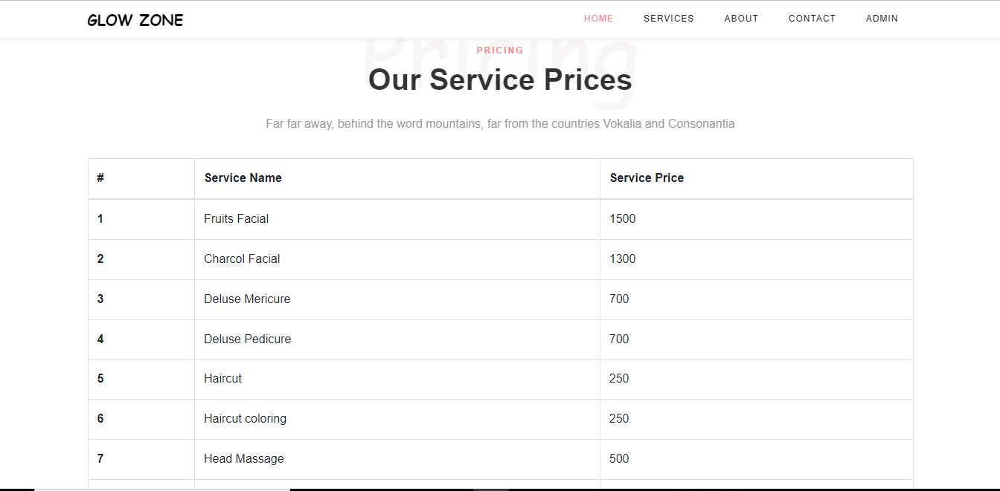 GLOW ZONE HOME SERVICES ABOUT CONTACT ADMIN
Pricing
PRICING
Our Service Prices
Far far away, behind the word mountains, far from the countries Vokalia and Consonantia
# Service Name Service Price
1 Fruits Facial 1500
2 Charcol Facial 1300
3 Deluse Mericure 700
4 Deluse Pedicure 700
5 Haircut 250
6 Haircut coloring 250
7 Head Massage 500